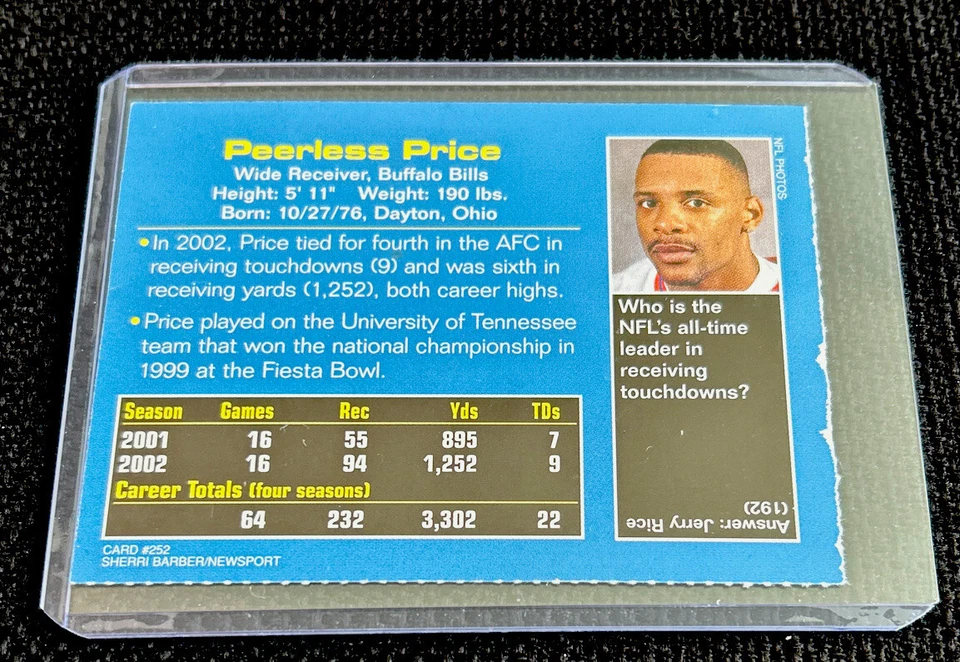 Peerless Price
Wide Receiver, Buffalo Bills
Height: 5' 11" Weight: 190 lbs.
Born: 10/27/76, Dayton, Ohio
•In 2002, Price tied for fourth in the AFC in
receiving touchdowns (9) and was sixth in
receiving yards (1,252), both career highs.
•Price played on the University of Tennessee
team that won the national championship in
1999 at the Fiesta Bowl.
Season Games Rec Yds TDs
2001 16 55 895 7
2002 16 94 1,252 9
Career Totals (four seasons)
64 232 3,302 22
CARD #252
SHERRI BARBER/NEWSPORT
NFL PHOTOS
Who is the
NFL's all-time
leader in
receiving
touchdowns?
Answer: Jerry Rice
(192)